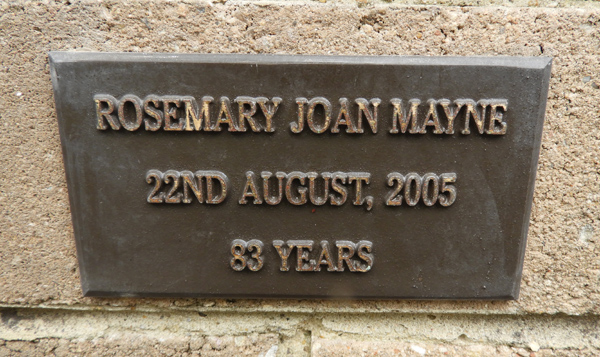 ROSEMARY JOAN MAYNE
22ND AUGUST, 2005
83 YEARS